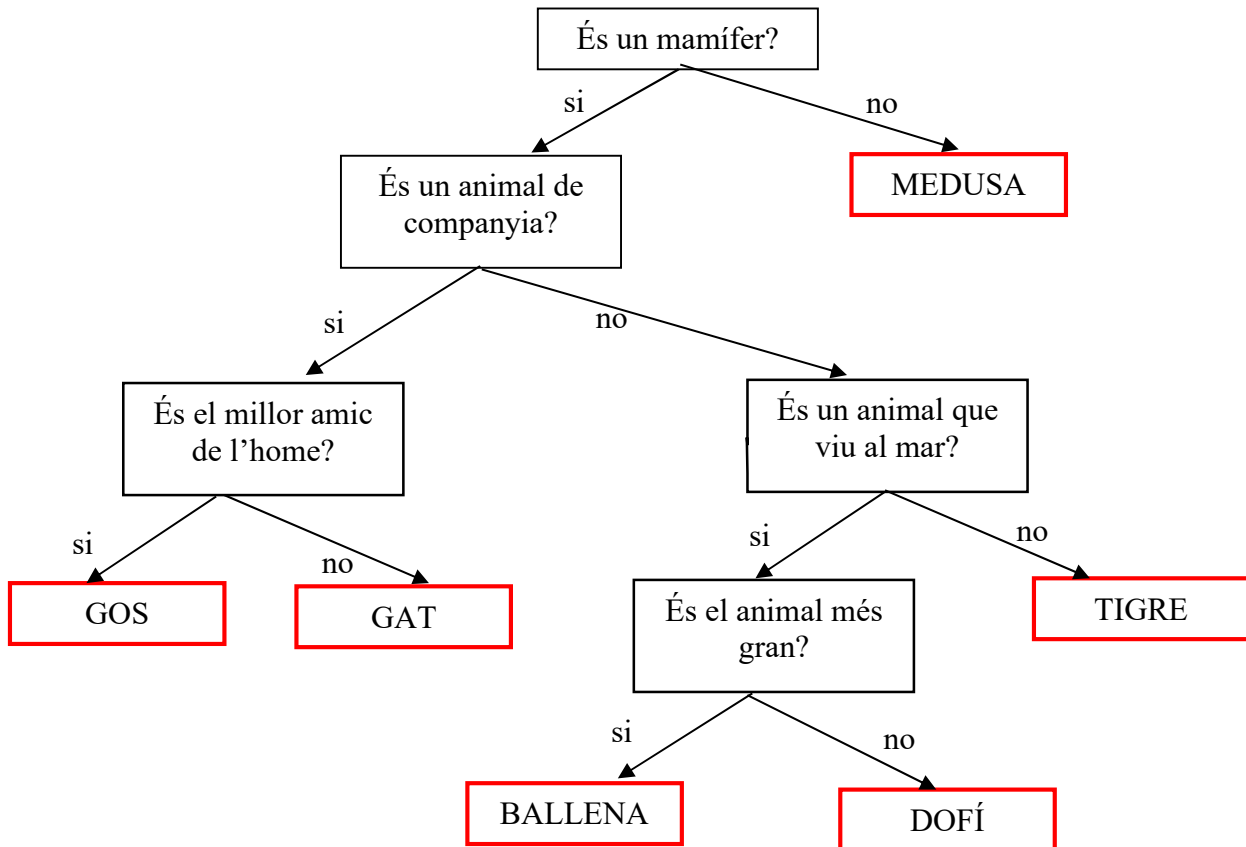 És un mamífer?
si
no
És un animal de
companyia?
MEDUSA
si
no
És el millor amic
de l’home?
És un animal que
viu al mar?
si
no
si
no
GOS
GAT
És el animal més
gran?
TIGRE
si
no
BALLENA
DOFÍ